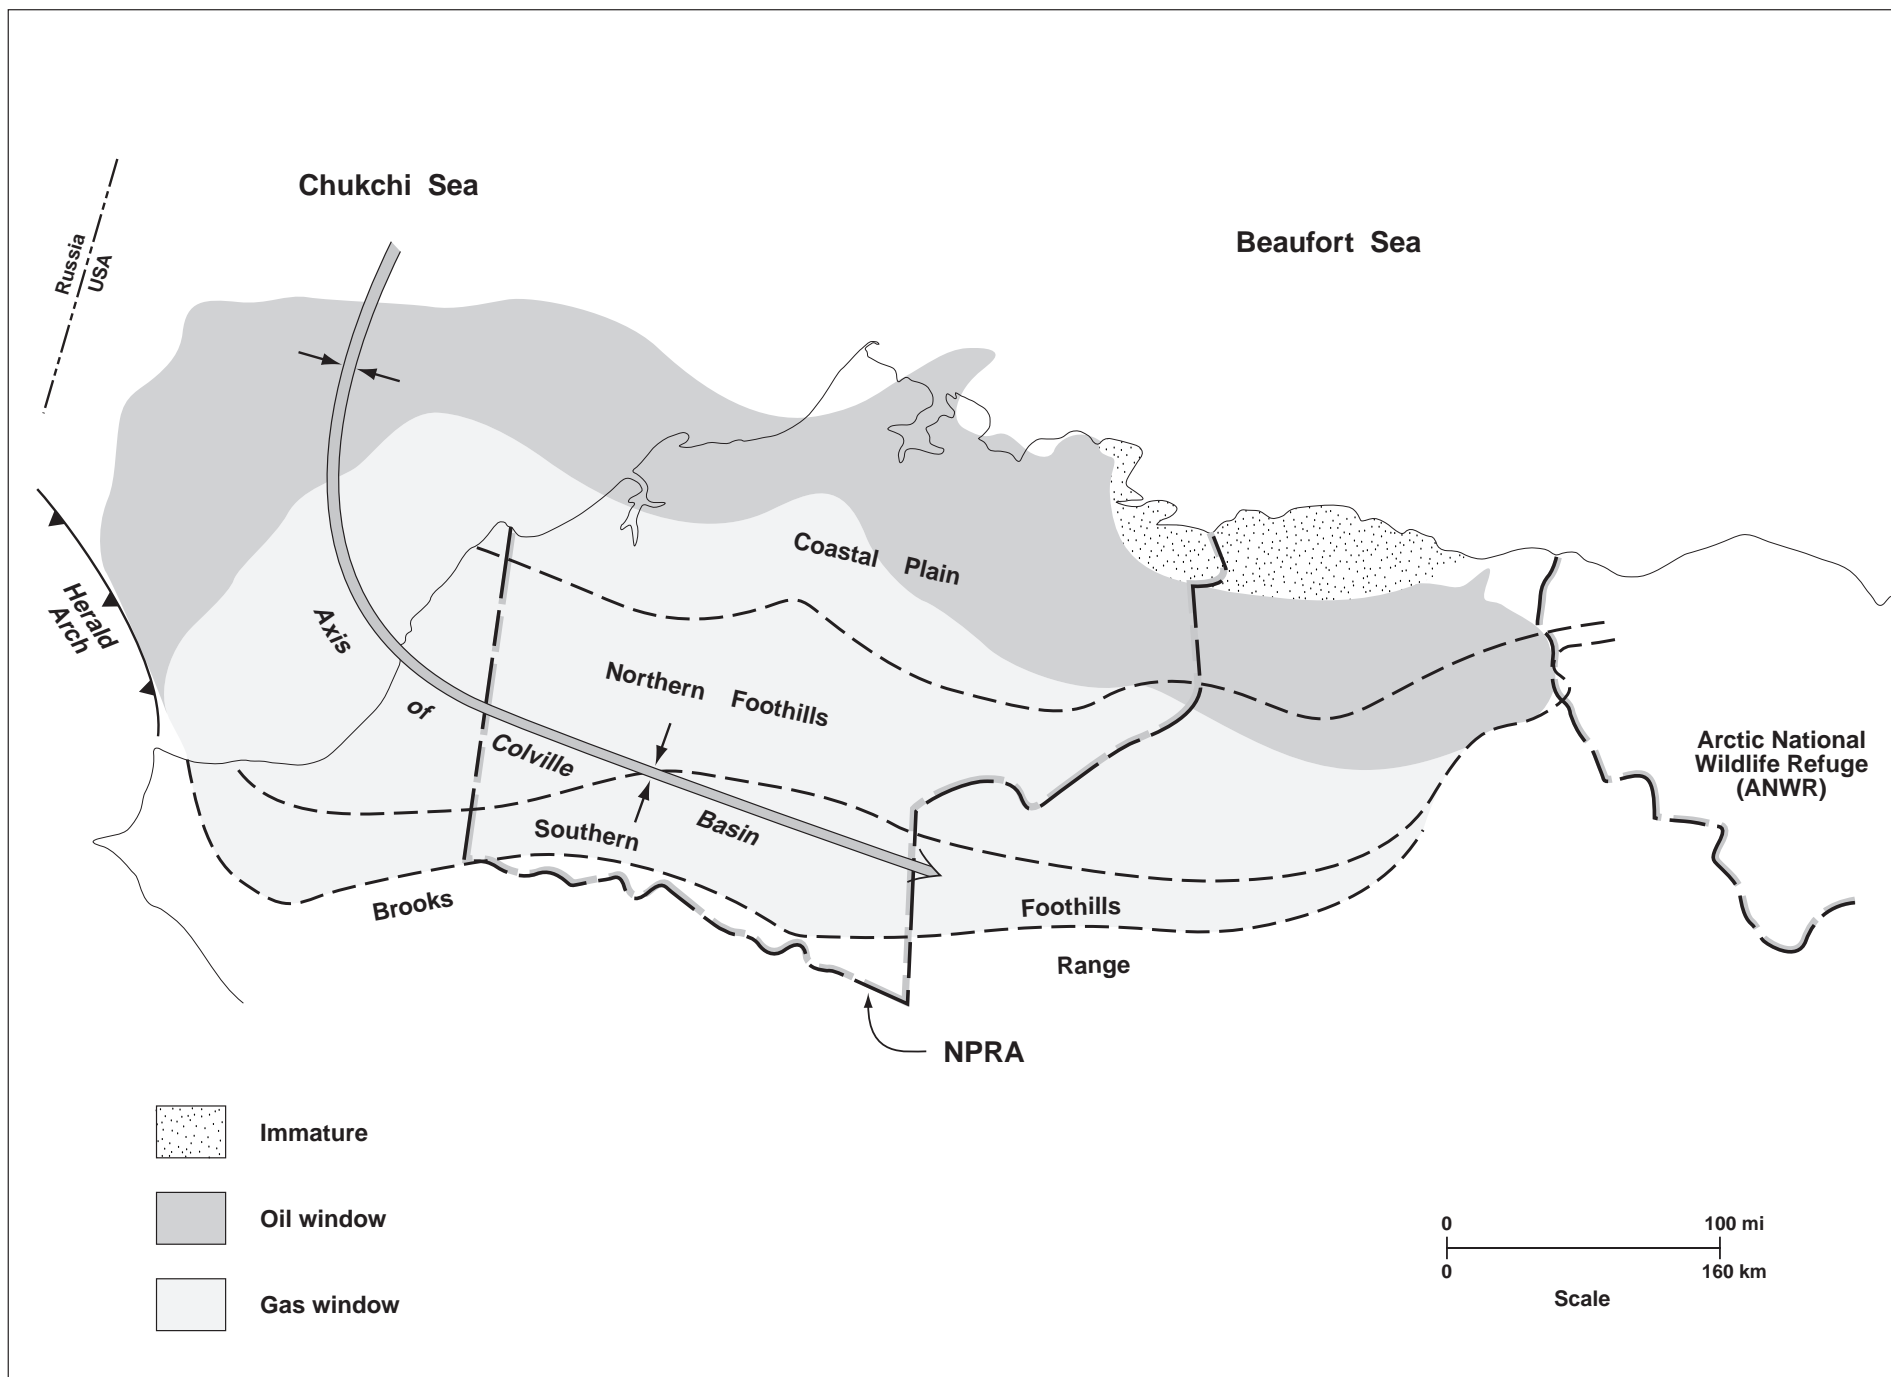 Chukchi Sea
Beaufort Sea
Russia
USA
Herald
Arch
Axis
of
Colville
Basin
Coastal Plain
Northern Foothills
Southern
Foothills
Brooks
Range
Arctic National
Wildlife Refuge
(ANWR)
NPRA
Immature
Oil window
Gas window
0 100 mi
0 160 km
Scale